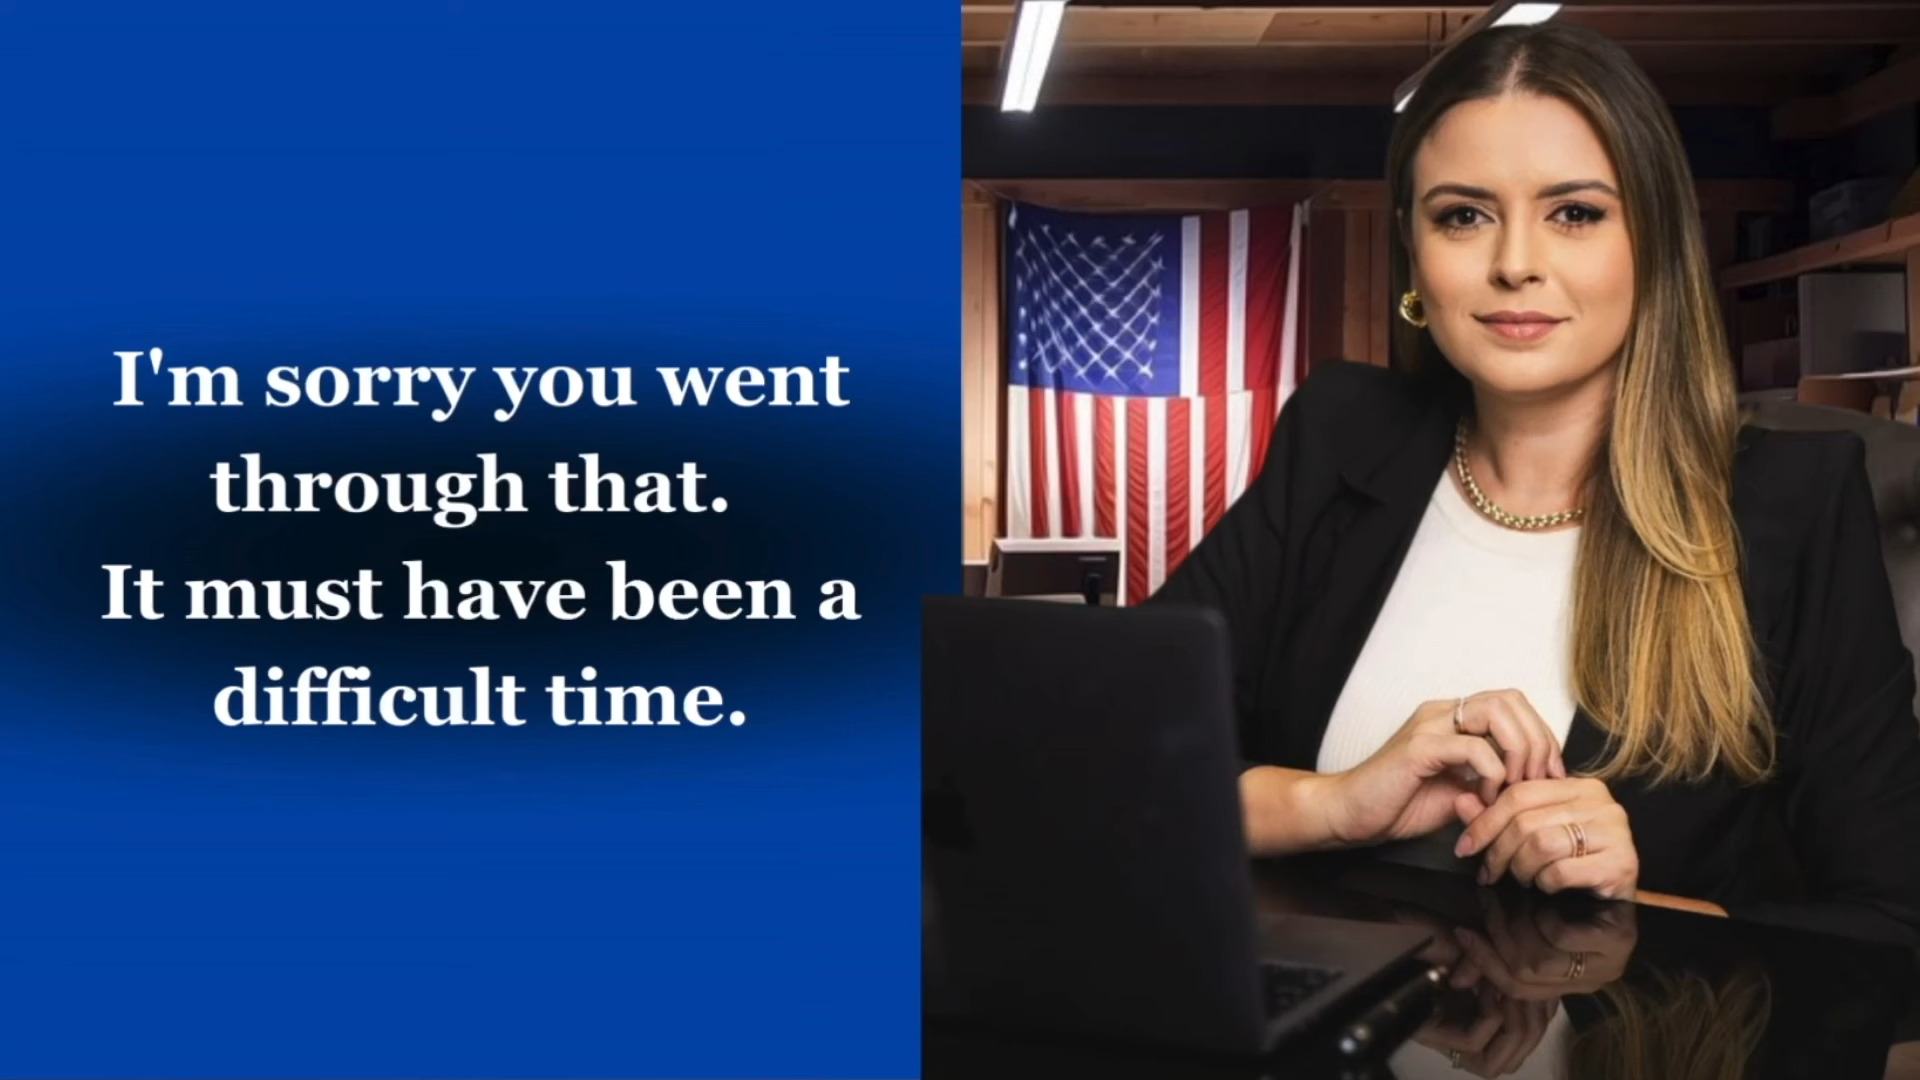 I'm sorry you went
through that.
It must have been a
difficult time.